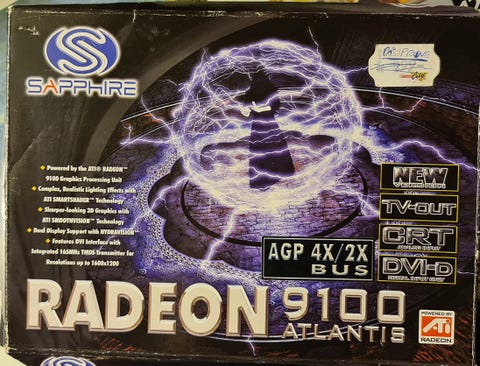 SAPPHIRE
Powered by the ATI® RADEON™
9100 Graphics Processing Unit
Complex, Realistic Lighting Effects with
ATI SMARTSHADER™ Technology
Sharper-looking 3D Graphics with
ATI SMOOTHVISION™ Technology
Dual Display Support with HYDRAVISION™
Features DVI Interface with
Integrated 165MHz TMDS Transmitter for
Resolutions up to 1600x1200
NEW
TV-OUT
CRT
DVI-D
AGP 4X/2X
BUS
RADEON 9100
ATLANTIS
POWERED BY
ATI
RADEON